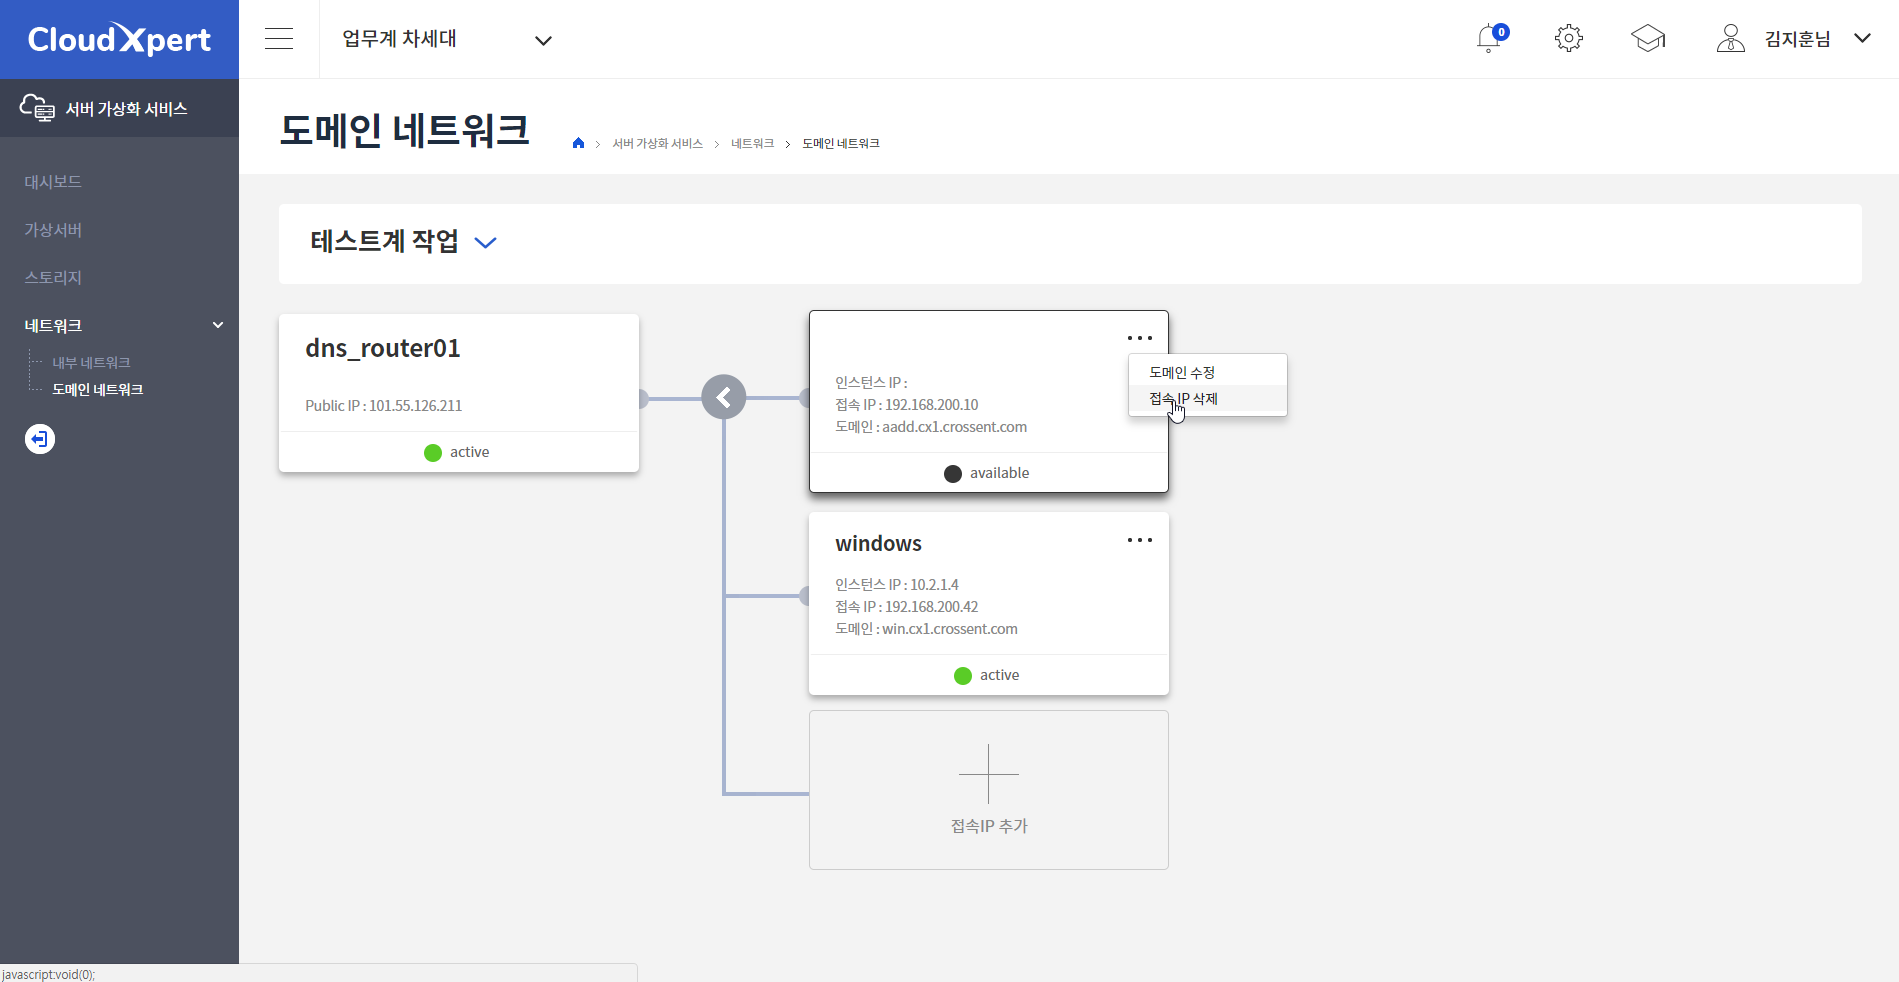 CloudXpert
업무계 차세대
0
김지훈님
서버 가상화 서비스
도메인 네트워크
서버 가상화 서비스
네트워크
도메인 네트워크
대시보드
가상서버
스토리지
네트워크
내부 네트워크
도메인 네트워크
테스트계 작업
dns_router01
Public IP : 101.55.126.211
active
인스턴스 IP :
접속 IP : 192.168.200.10
도메인 : aadd.cx1.crossent.com
available
도메인 수정
접속 IP 삭제
windows
인스턴스 IP : 10.2.1.4
접속 IP : 192.168.200.42
도메인 : win.cx1.crossent.com
active
접속IP 추가
javascript:void(0);